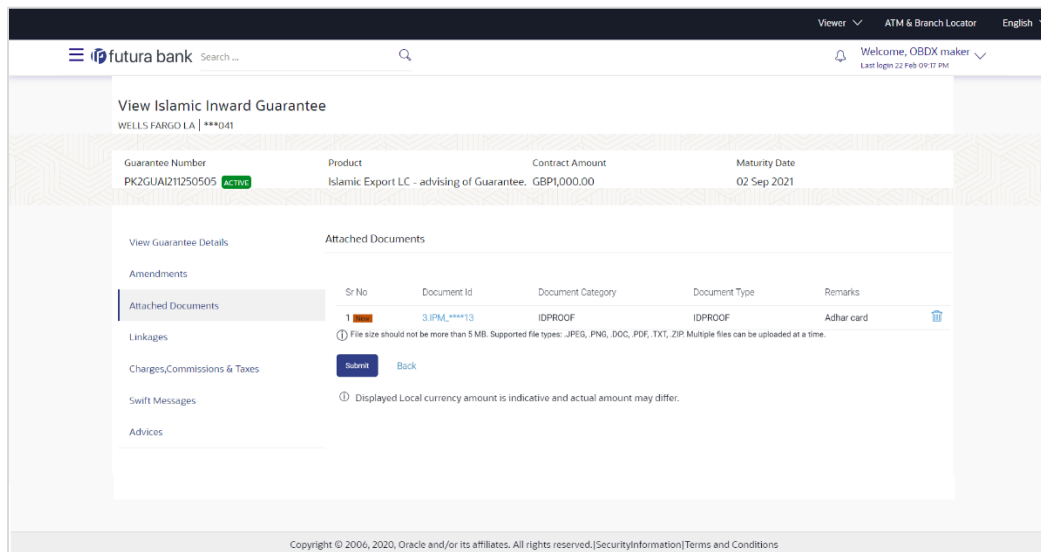 Viewer ATM & Branch Locator English
futura bank Search ... Welcome, OBDX maker
Last login 22 Feb 09:17 PM
View Islamic Inward Guarantee
WELLS FARGO LA | ***041
Guarantee Number Product Contract Amount Maturity Date
PK2GUAI211250505 ACTIVE Islamic Export LC - advising of Guarantee. GBP1,000.00 02 Sep 2021
View Guarantee Details
Amendments
Attached Documents
Linkages
Charges,Commissions & Taxes
Swift Messages
Advices
Attached Documents
Sr No Document Id Document Category Document Type Remarks
1 New 3.IPM_****13 IDPROOF IDPROOF Adhar card
File size should not be more than 5 MB. Supported file types: .JPEG, .PNG, .DOC, .PDF, .TXT, .ZIP. Multiple files can be uploaded at a time.
Submit Back
Displayed Local currency amount is indicative and actual amount may differ.
Copyright © 2006, 2020, Oracle and/or its affiliates. All rights reserved.|SecurityInformation|Terms and Conditions